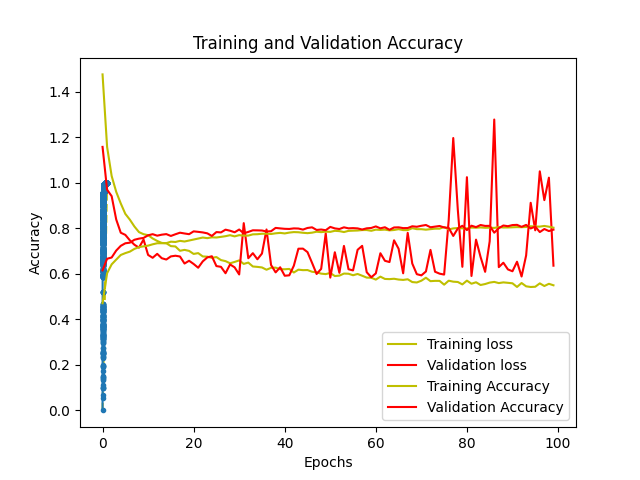 Training and Validation Accuracy
Accuracy
1.4
1.2
1.0
0.8
0.6
0.4
0.2
0.0
0
20
40
60
80
100
Epochs
Training loss
Validation loss
Training Accuracy
Validation Accuracy